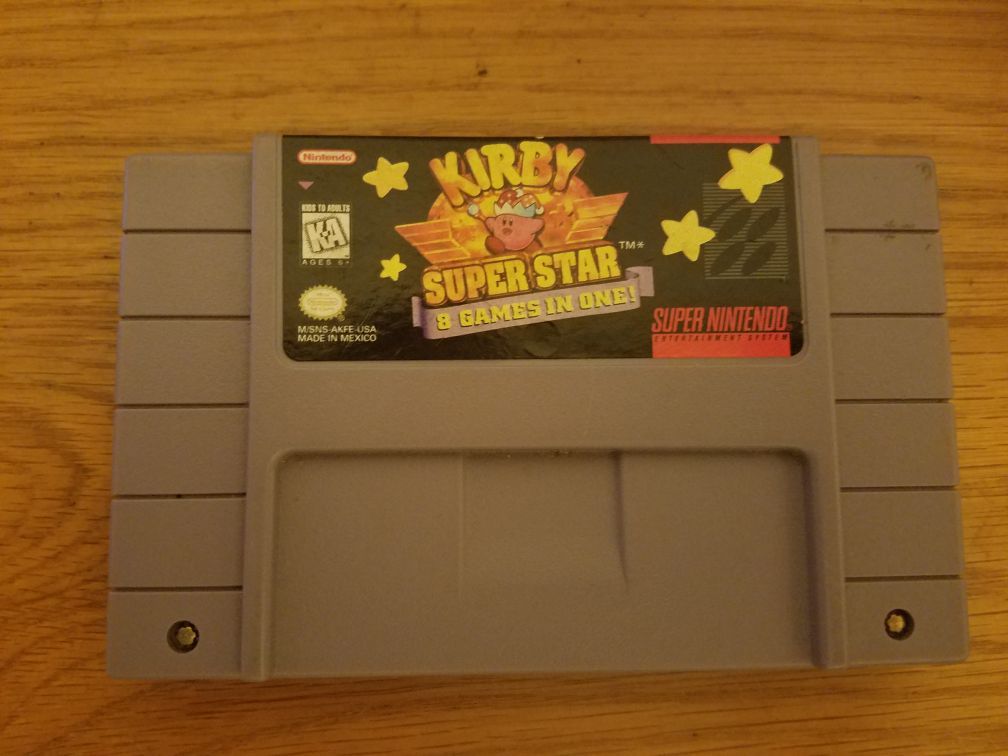 Nintendo
KIDS TO ADULTS
K-A
AGES 6+
M/SNS-AKFE-USA
MADE IN MEXICO
KIRBY
SUPER STAR™*
8 GAMES IN ONE!
SUPER NINTENDO
ENTERTAINMENT SYSTEM